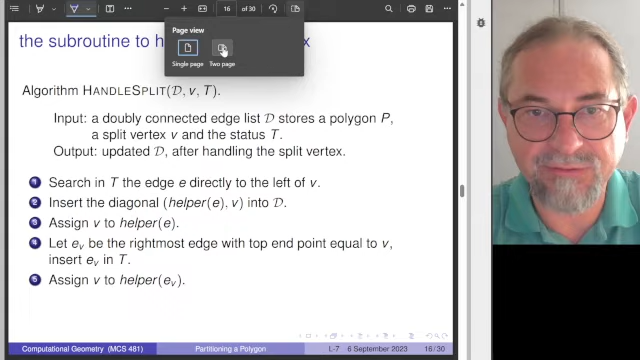 16 of 30
Page view
Single page Two page
the subroutine to h x
Algorithm HANDLESPLIT(D, v, T).
Input: a doubly connected edge list D stores a polygon P,
a split vertex v and the status T.
Output: updated D, after handling the split vertex.
1 Search in T the edge e directly to the left of v.
2 Insert the diagonal (helper(e), v) into D.
3 Assign v to helper(e).
4 Let eᵥ be the rightmost edge with top end point equal to v,
insert eᵥ in T.
5 Assign v to helper(eᵥ).
Computational Geometry (MCS 481) Partitioning a Polygon L-7 6 September 2023 16 / 30